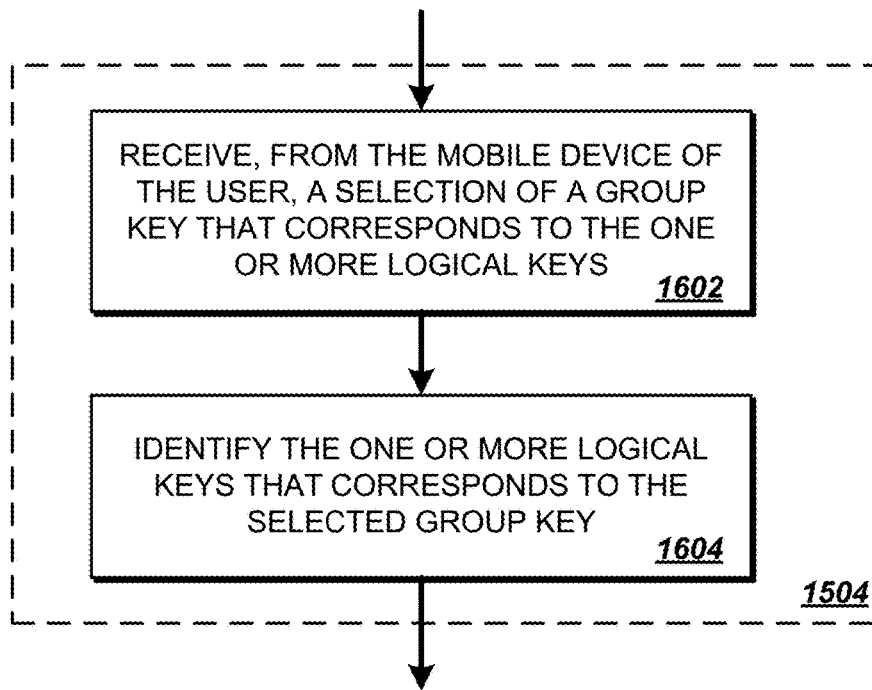 RECEIVE, FROM THE MOBILE DEVICE OF
THE USER, A SELECTION OF A GROUP
KEY THAT CORRESPONDS TO THE ONE
OR MORE LOGICAL KEYS
1602
IDENTIFY THE ONE OR MORE LOGICAL
KEYS THAT CORRESPONDS TO THE
SELECTED GROUP KEY
1604
1504